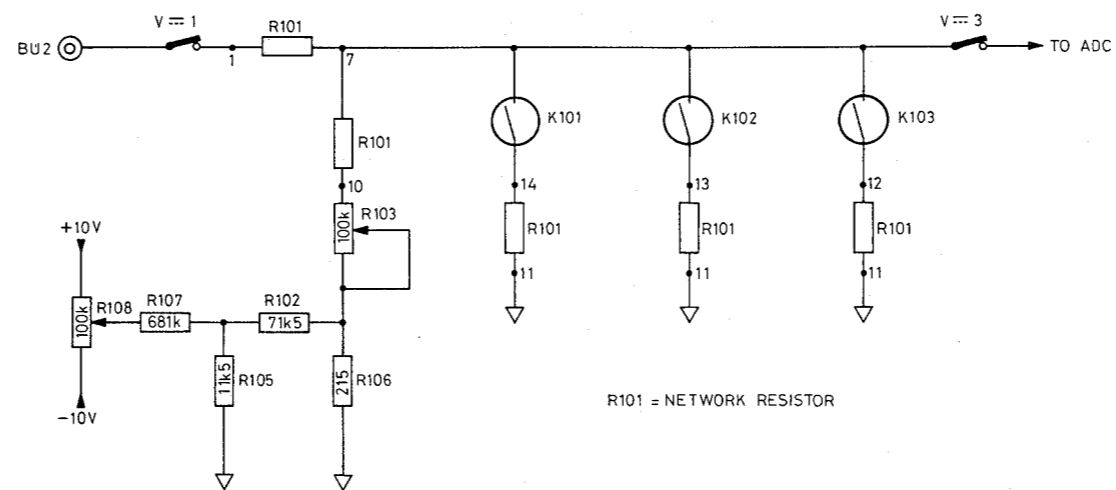 V ⎓ 1
R101
V ⎓ 3
BU2
1
7
TO ADC
K101
K102
K103
R101
10
14
13
12
+10V
R103
100k
R101
R101
R101
11
11
11
R108
100k
R107
681k
R102
71k5
R105
11k5
R106
215
-10V
R101 = NETWORK RESISTOR